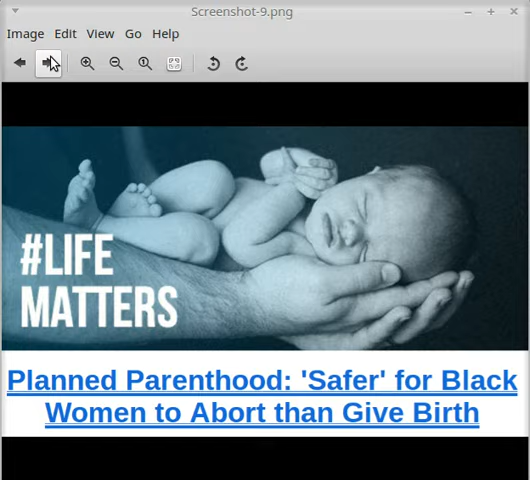 Screenshot-9.png
Image Edit View Go Help
#LIFE
MATTERS
Planned Parenthood: 'Safer' for Black
Women to Abort than Give Birth